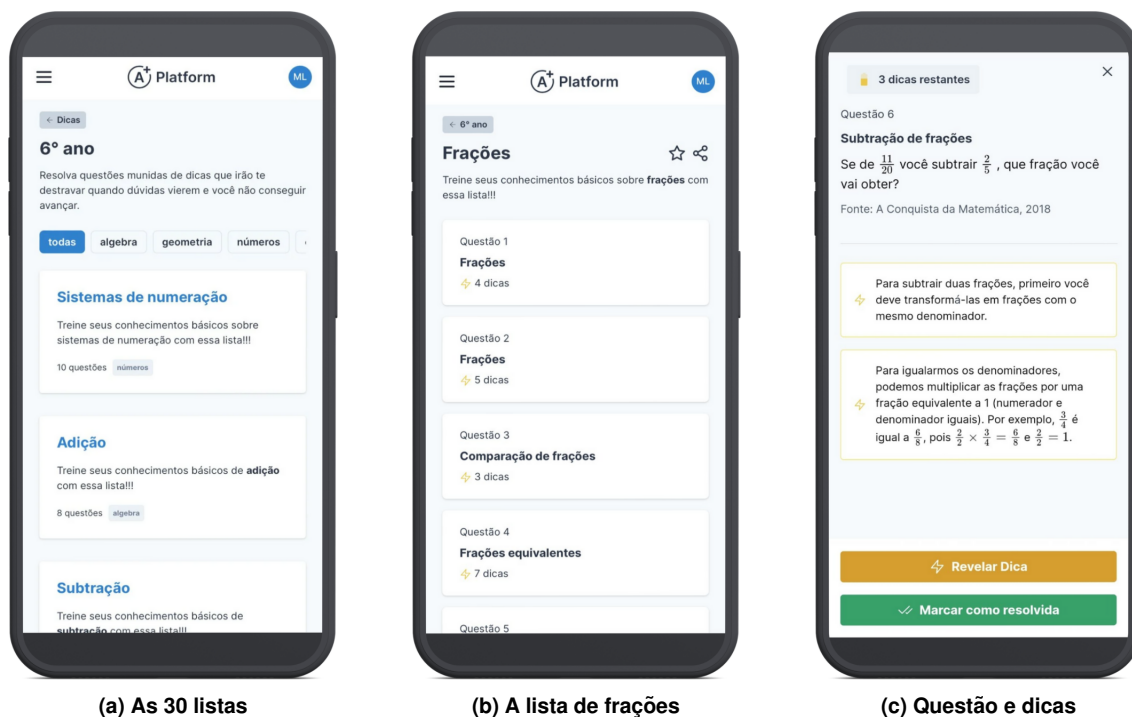 A+ Platform
ML
← Dicas
6° ano
Resolva questões munidas de dicas que irão te
destravar quando dúvidas vierem e você não conseguir
avançar.
todas algebra geometria números
Sistemas de numeração
Treine seus conhecimentos básicos sobre
sistemas de numeração com essa lista!!!
10 questões números
Adição
Treine seus conhecimentos básicos de adição
com essa lista!!!
8 questões algebra
Subtração
Treine seus conhecimentos básicos de
subtração com essa lista!!!
(a) As 30 listas
A+ Platform
ML
← 6° ano
Frações
Treine seus conhecimentos básicos sobre frações com
essa lista!!!
Questão 1
Frações
4 dicas
Questão 2
Frações
5 dicas
Questão 3
Comparação de frações
3 dicas
Questão 4
Frações equivalentes
7 dicas
Questão 5
(b) A lista de frações
3 dicas restantes
×
Questão 6
Subtração de frações
Se de 11/20 você subtrair 2/5 , que fração você
vai obter?
Fonte: A Conquista da Matemática, 2018
Para subtrair duas frações, primeiro você
deve transformá-las em frações com o
mesmo denominador.
Para igualarmos os denominadores,
podemos multiplicar as frações por uma
fração equivalente a 1 (numerador e
denominador iguais). Por exemplo, 3/4 é
igual a 6/8, pois 2/2 × 3/4 = 6/8 e 2/2 = 1.
Revelar Dica
Marcar como resolvida
(c) Questão e dicas